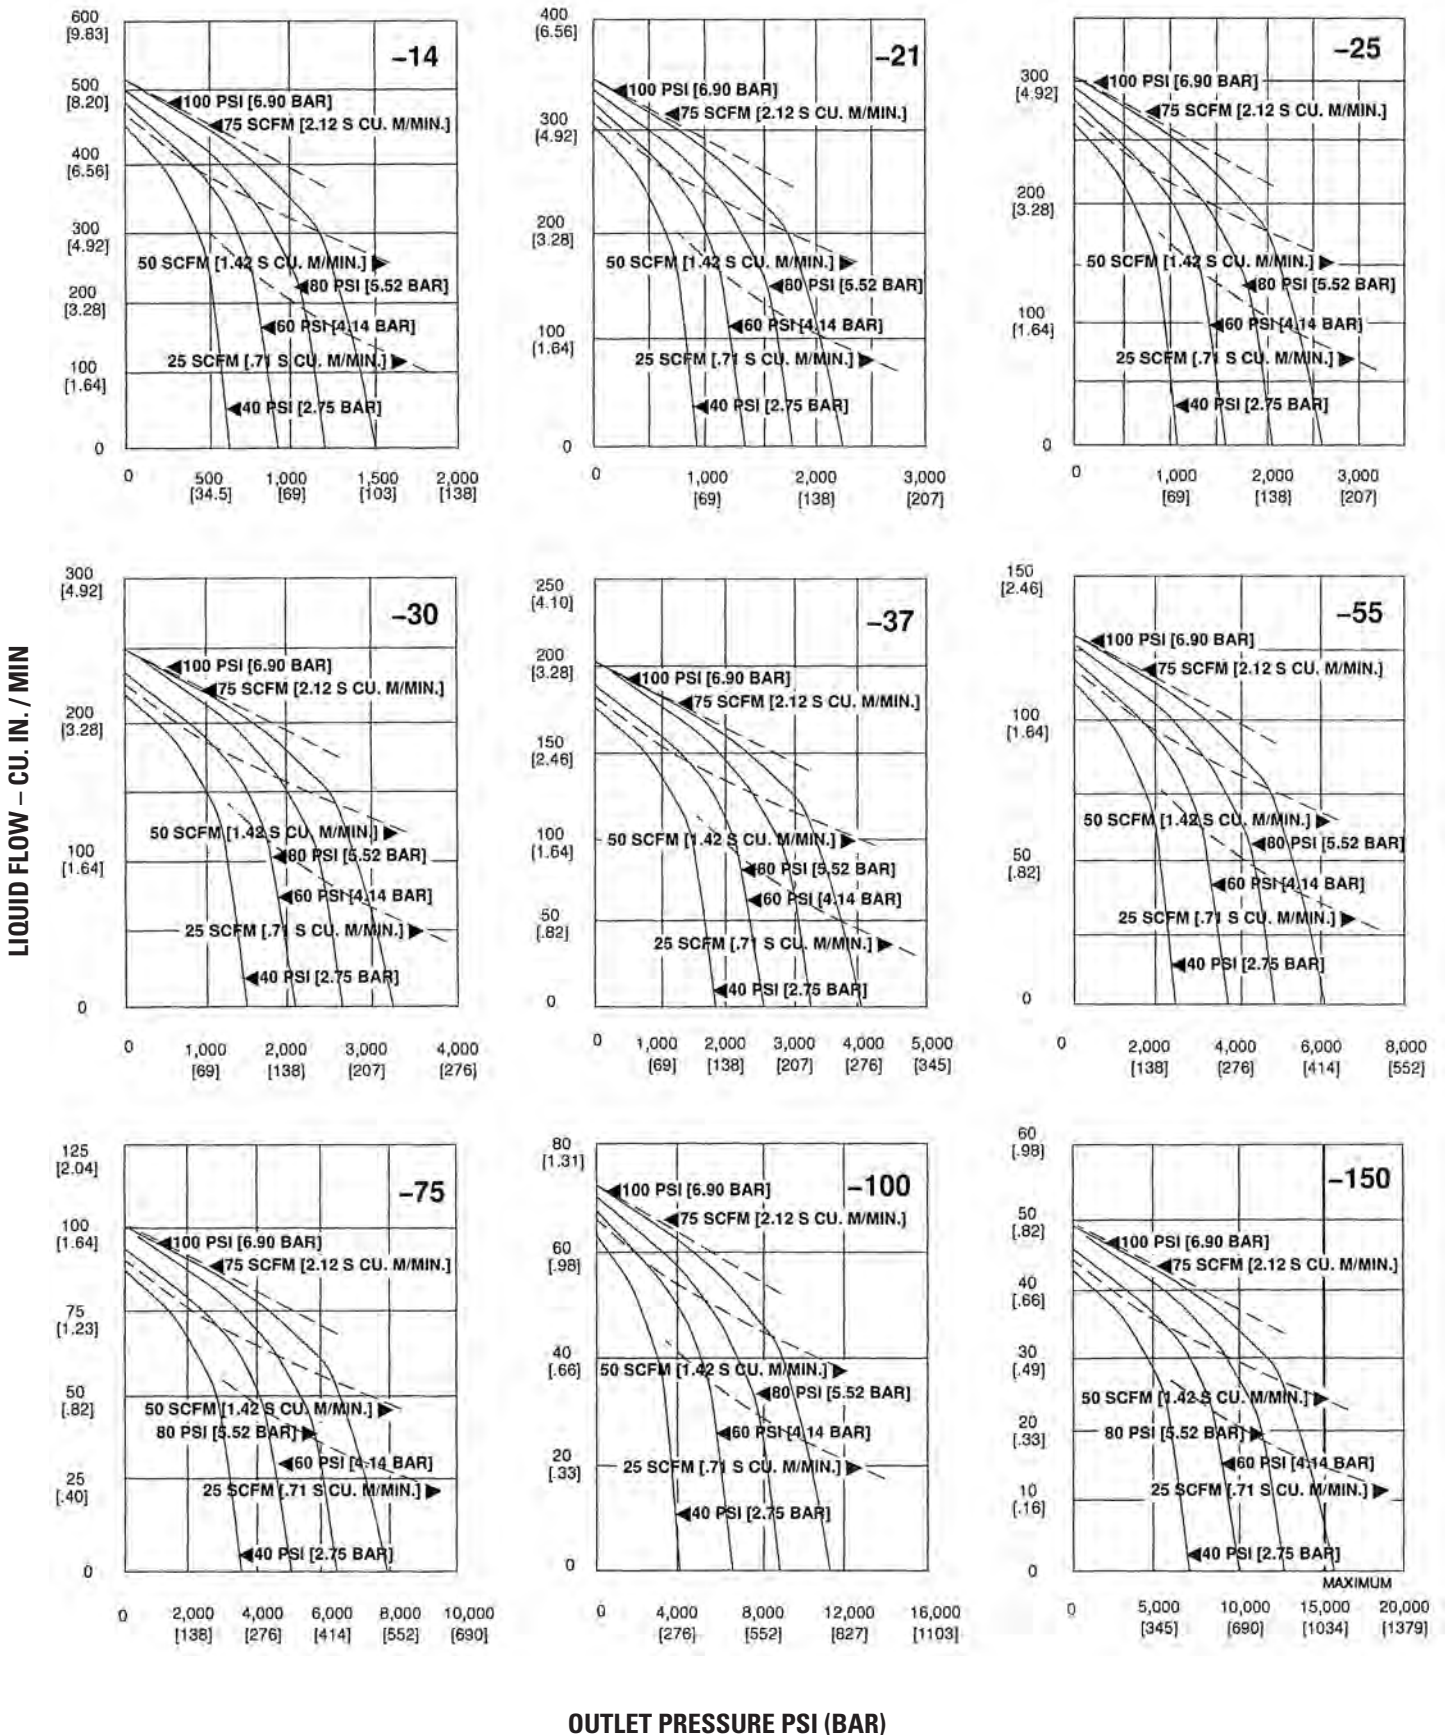 LIQUID FLOW – CU. IN. / MIN
–14
600
[9.83]
500
[8.20]
400
[6.56]
300
[4.92]
200
[3.28]
100
[1.64]
0
100 PSI [6.90 BAR]
75 SCFM [2.12 S CU. M/MIN.]
50 SCFM [1.42 S CU. M/MIN.]
80 PSI [5.52 BAR]
60 PSI [4.14 BAR]
25 SCFM [.71 S CU. M/MIN.]
40 PSI [2.75 BAR]
0 500 1,000 1,500 2,000
[34.5] [69] [103] [138]
–21
400
[6.56]
300
[4.92]
200
[3.28]
100
[1.64]
0
100 PSI [6.90 BAR]
75 SCFM [2.12 S CU. M/MIN.]
50 SCFM [1.42 S CU. M/MIN.]
80 PSI [5.52 BAR]
60 PSI [4.14 BAR]
25 SCFM [.71 S CU. M/MIN.]
40 PSI [2.75 BAR]
0 1,000 2,000 3,000
[69] [138] [207]
–25
300
[4.92]
200
[3.28]
100
[1.64]
0
100 PSI [6.90 BAR]
75 SCFM [2.12 S CU. M/MIN.]
50 SCFM [1.42 S CU. M/MIN.]
80 PSI [5.52 BAR]
60 PSI [4.14 BAR]
25 SCFM [.71 S CU. M/MIN.]
40 PSI [2.75 BAR]
0 1,000 2,000 3,000
[69] [138] [207]
–30
300
[4.92]
200
[3.28]
100
[1.64]
0
100 PSI [6.90 BAR]
75 SCFM [2.12 S CU. M/MIN.]
50 SCFM [1.42 S CU. M/MIN.]
80 PSI [5.52 BAR]
60 PSI [4.14 BAR]
25 SCFM [.71 S CU. M/MIN.]
40 PSI [2.75 BAR]
0 1,000 2,000 3,000 4,000
[69] [138] [207] [276]
–37
250
[4.10]
200
[3.28]
150
[2.46]
100
[1.64]
50
[.82]
0
100 PSI [6.90 BAR]
75 SCFM [2.12 S CU. M/MIN.]
50 SCFM [1.42 S CU. M/MIN.]
80 PSI [5.52 BAR]
60 PSI [4.14 BAR]
25 SCFM [.71 S CU. M/MIN.]
40 PSI [2.75 BAR]
0 1,000 2,000 3,000 4,000 5,000
[69] [138] [207] [276] [345]
–55
150
[2.46]
100
[1.64]
50
[.82]
0
100 PSI [6.90 BAR]
75 SCFM [2.12 S CU. M/MIN.]
50 SCFM [1.42 S CU. M/MIN.]
80 PSI [5.52 BAR]
60 PSI [4.14 BAR]
25 SCFM [.71 S CU. M/MIN.]
40 PSI [2.75 BAR]
0 2,000 4,000 6,000 8,000
[138] [276] [414] [552]
–75
125
[2.04]
100
[1.64]
75
[1.23]
50
[.82]
25
[.40]
0
100 PSI [6.90 BAR]
75 SCFM [2.12 S CU. M/MIN.]
50 SCFM [1.42 S CU. M/MIN.]
80 PSI [5.52 BAR]
60 PSI [4.14 BAR]
25 SCFM [.71 S CU. M/MIN.]
40 PSI [2.75 BAR]
0 2,000 4,000 6,000 8,000 10,000
[138] [276] [414] [552] [690]
–100
80
[1.31]
60
[.98]
40
[.66]
20
[.33]
0
100 PSI [6.90 BAR]
75 SCFM [2.12 S CU. M/MIN.]
50 SCFM [1.42 S CU. M/MIN.]
80 PSI [5.52 BAR]
60 PSI [4.14 BAR]
25 SCFM [.71 S CU. M/MIN.]
40 PSI [2.75 BAR]
0 4,000 8,000 12,000 16,000
[276] [552] [827] [1103]
–150
60
[.98]
50
[.82]
40
[.66]
30
[.49]
20
[.33]
10
[.16]
0
100 PSI [6.90 BAR]
75 SCFM [2.12 S CU. M/MIN.]
50 SCFM [1.42 S CU. M/MIN.]
80 PSI [5.52 BAR]
60 PSI [4.14 BAR]
25 SCFM [.71 S CU. M/MIN.]
40 PSI [2.75 BAR]
MAXIMUM
0 5,000 10,000 15,000 20,000
[345] [690] [1034] [1379]
OUTLET PRESSURE PSI (BAR)